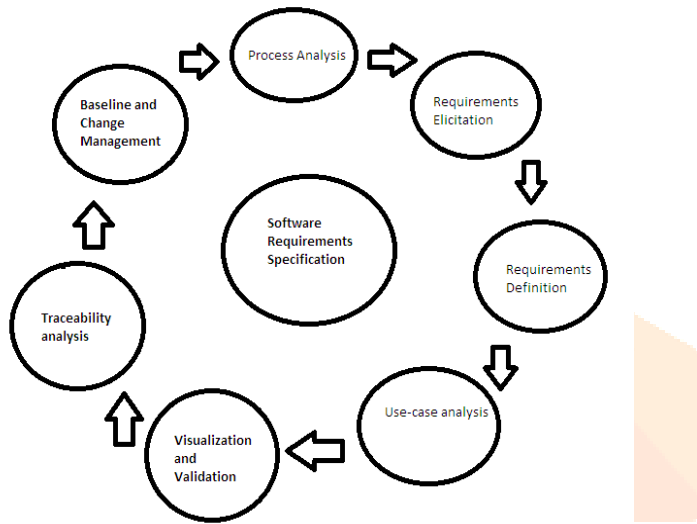 Process Analysis
Requirements
Elicitation
Requirements
Definition
Use-case analysis
Visualization
and
Validation
Traceability
analysis
Baseline and
Change
Management
Software
Requirements
Specification